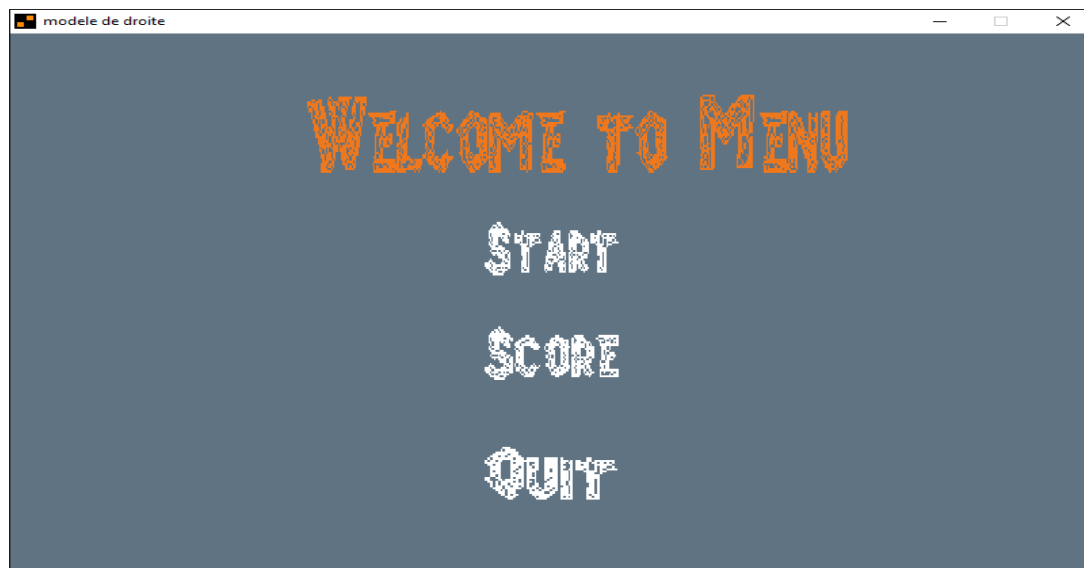 modele de droite
Welcome to Menu
Start
Score
Quit